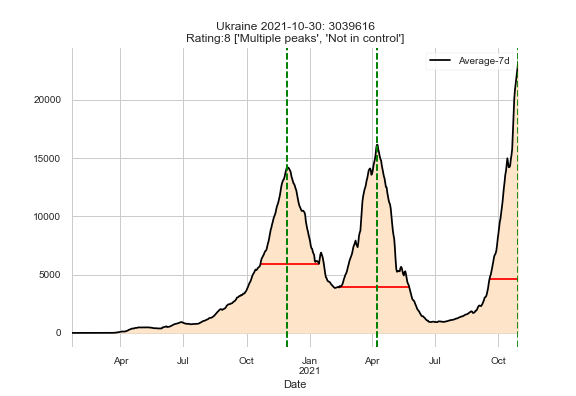 Ukraine 2021-10-30: 3039616
Rating:8 ['Multiple peaks', 'Not in control']
Average-7d
20000
15000
10000
5000
0
Apr
Jul
Oct
Jan
2021
Apr
Jul
Oct
Date